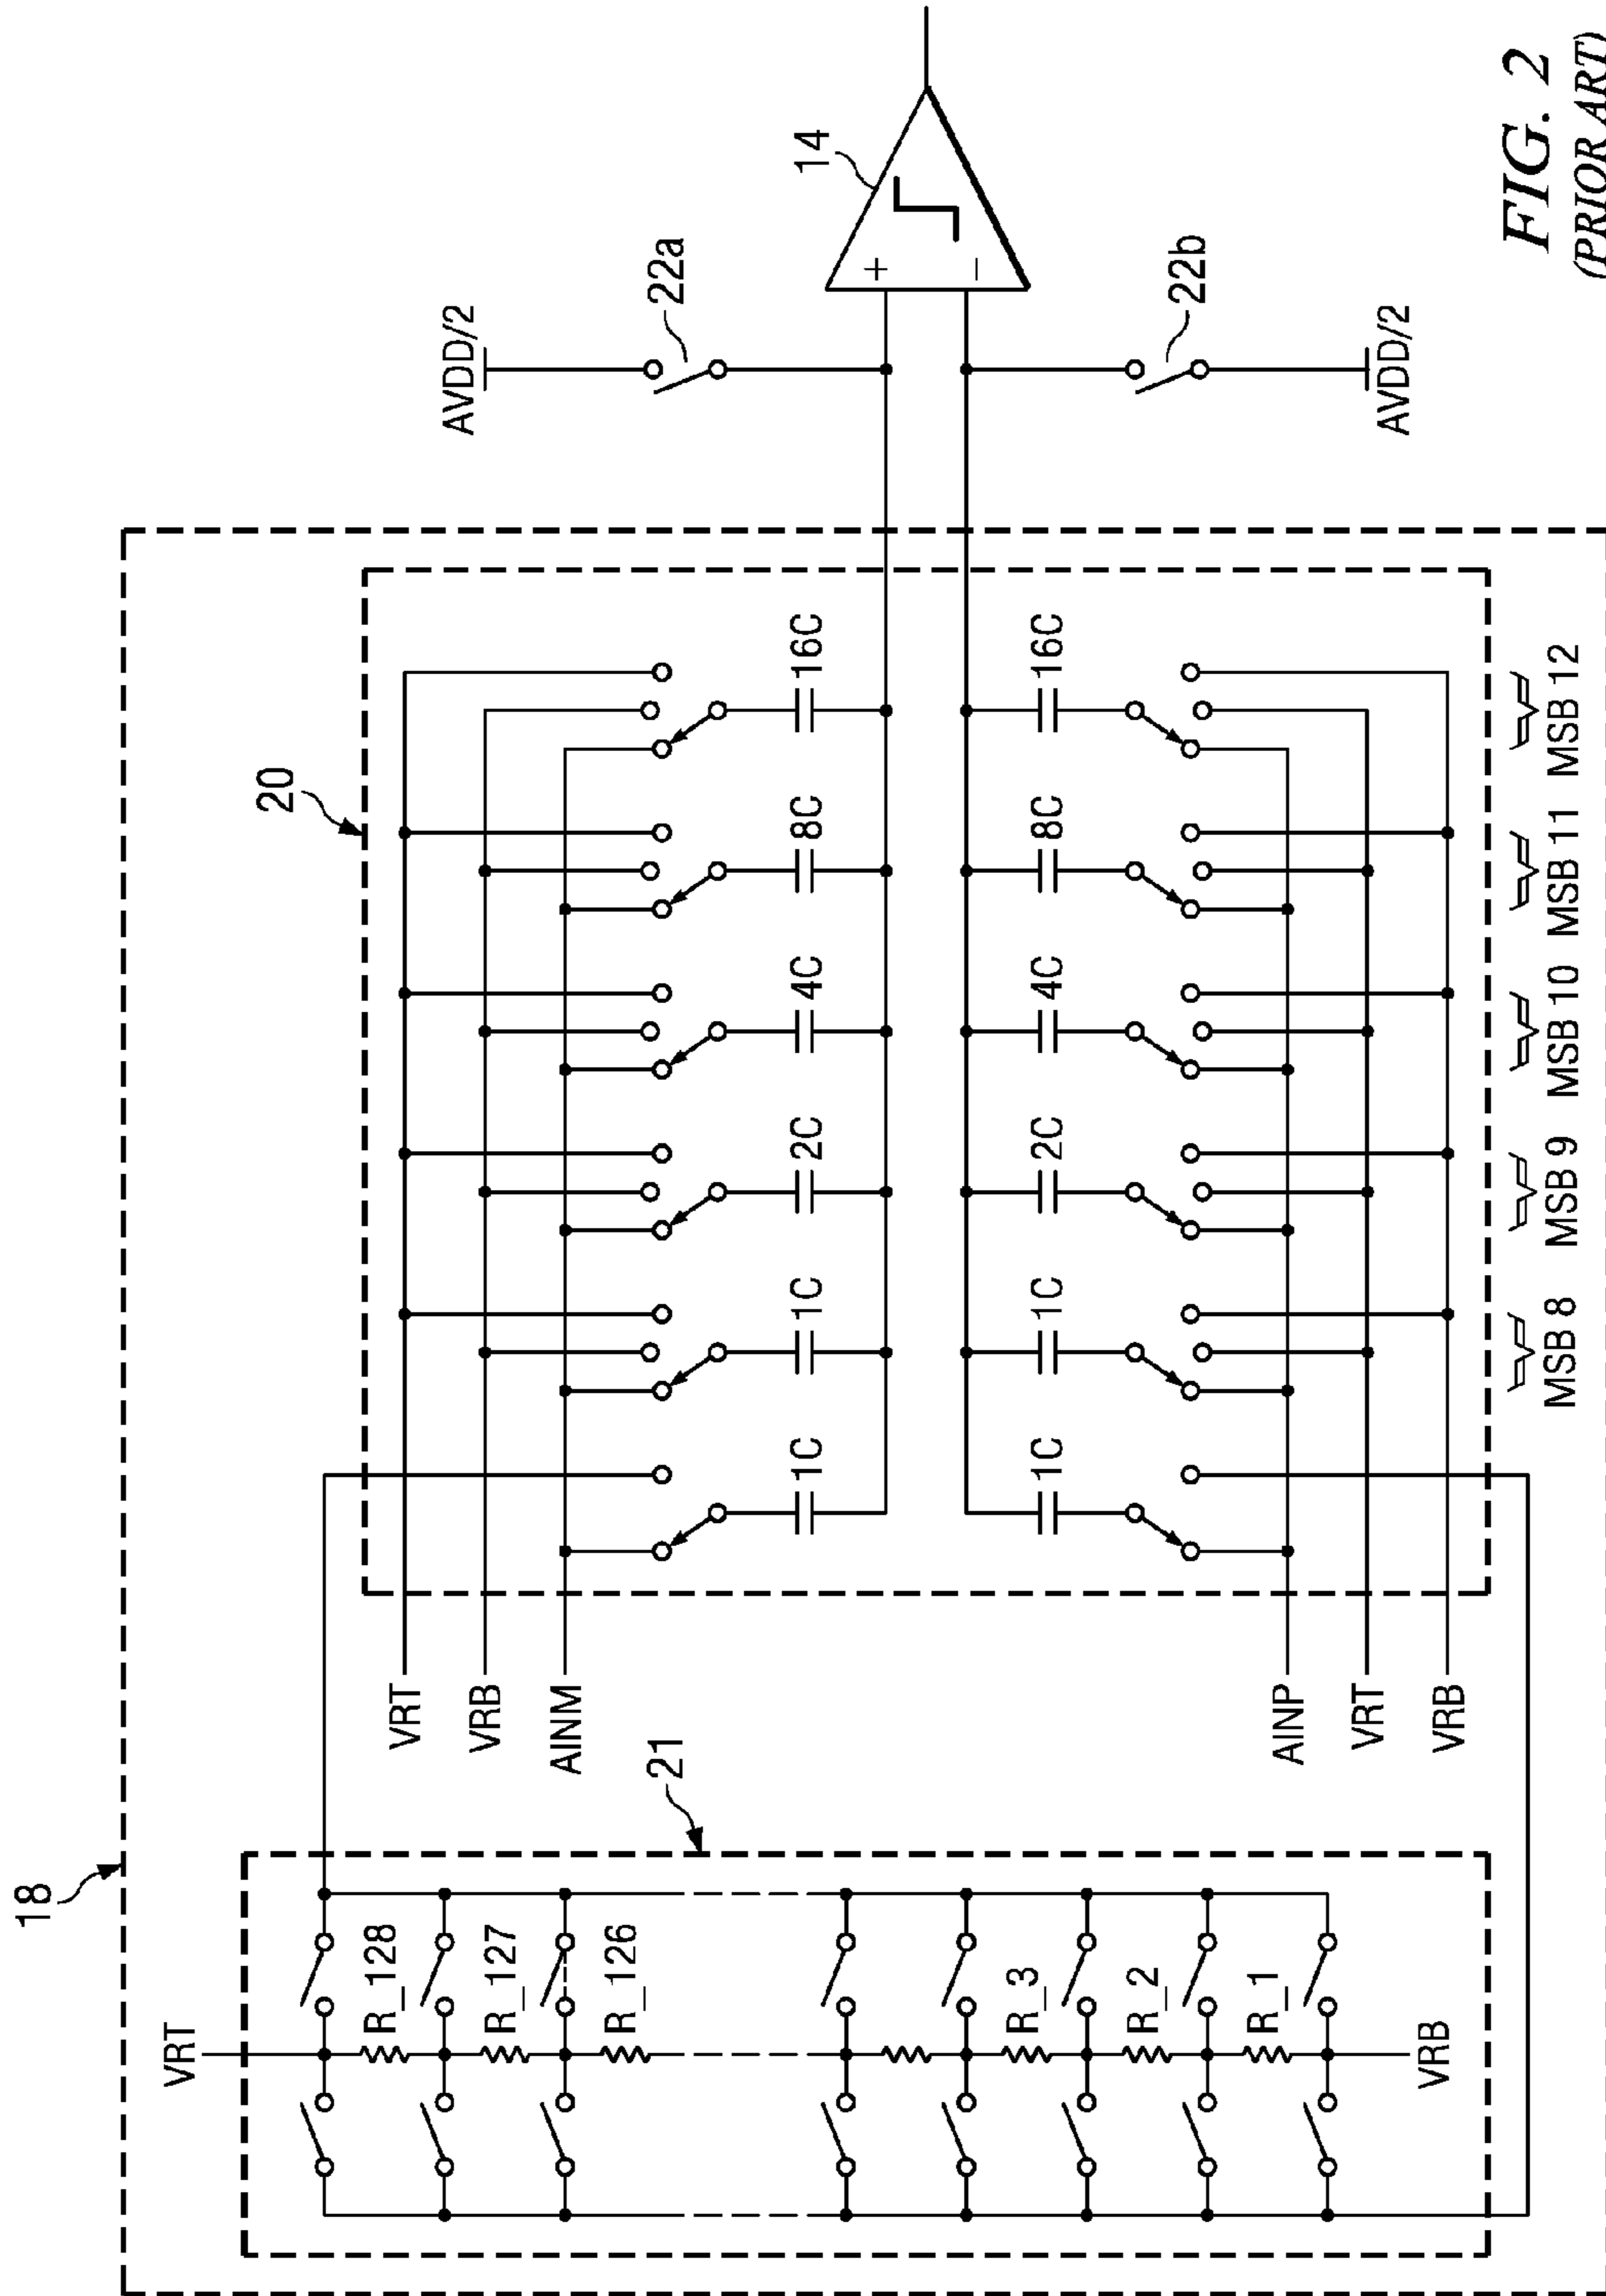 18
VRT
R_128
R_127
R_126
R_3
R_2
R_1
VRB
21
VRT
VRB
AINM
AINP
VRT
VRB
20
1C
1C
2C
4C
8C
16C
1C
1C
2C
4C
8C
16C
MSB 8
MSB 9
MSB 10
MSB 11
MSB 12
AVDD/2
22a
+
−
14
22b
AVDD/2
FIG. 2
(PRIOR ART)